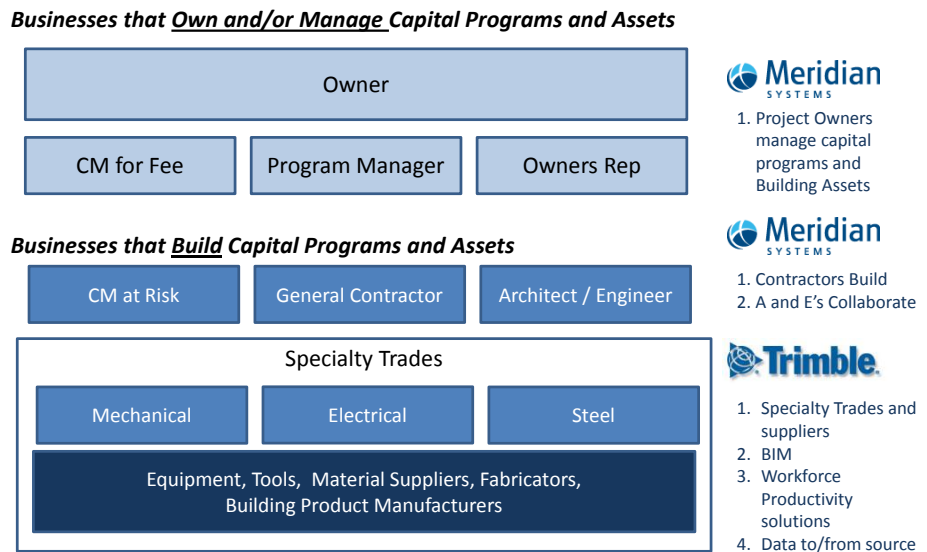 Businesses that Own and/or Manage Capital Programs and Assets
Owner
CM for Fee
Program Manager
Owners Rep
Meridian
SYSTEMS
1. Project Owners
manage capital
programs and
Building Assets
Businesses that Build Capital Programs and Assets
CM at Risk
General Contractor
Architect / Engineer
Meridian
SYSTEMS
1. Contractors Build
2. A and E's Collaborate
Specialty Trades
Mechanical
Electrical
Steel
Equipment, Tools, Material Suppliers, Fabricators,
Building Product Manufacturers
Trimble.
1. Specialty Trades and
suppliers
2. BIM
3. Workforce
Productivity
solutions
4. Data to/from source